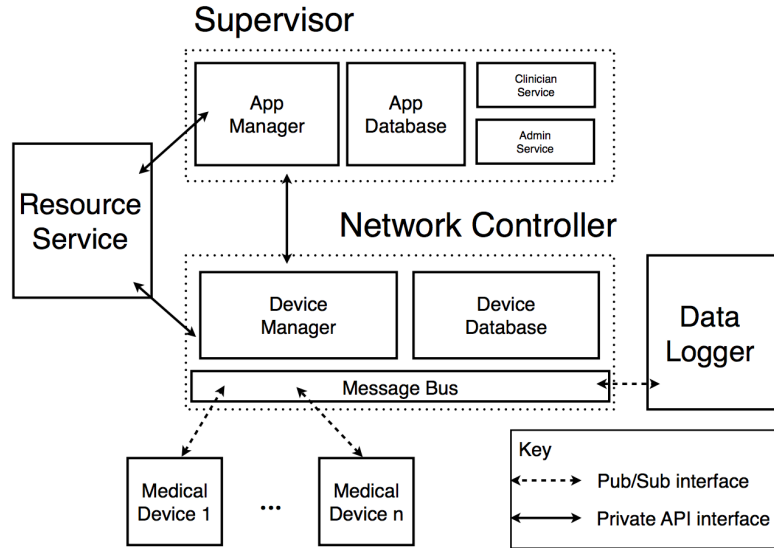 Supervisor
App
Manager
App
Database
Clinician
Service
Admin
Service
Resource
Service
Network Controller
Device
Manager
Device
Database
Message Bus
Data
Logger
Medical
Device 1
...
Medical
Device n
Key
Pub/Sub interface
Private API interface